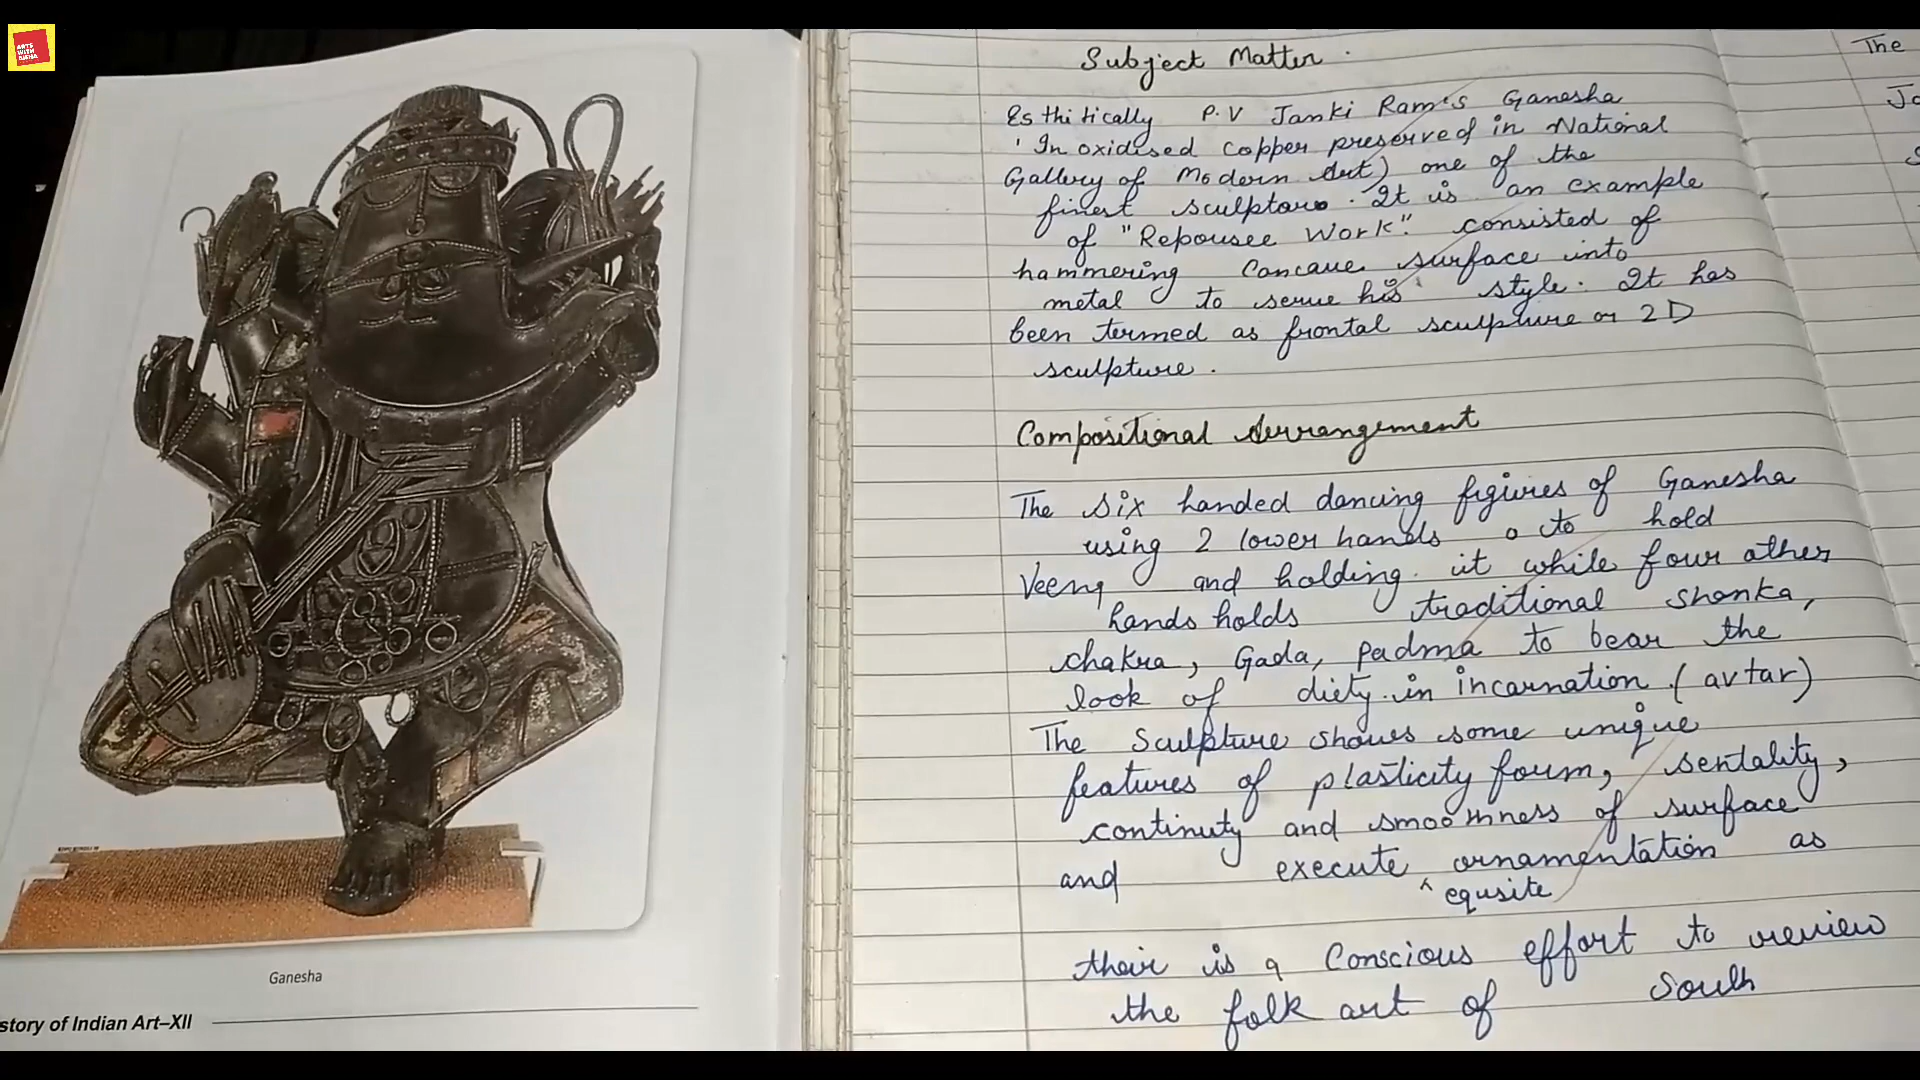 ARTS
WITH
Ganesha
story of Indian Art–XII
Subject Matter.
Esthitically P.V Janki Ram's Ganesha
'In oxidised copper preserved in National
Gallery of Modern Art) one of the
finest sculpture. It is an example
of "Repousee Work". consisted of
hammering Concave surface into
metal to serve his style. It has
been termed as frontal sculpture or 2D
sculpture.
Compositional Arrangement
The six handed dancing figures of Ganesha
using 2 lower hands to hold
Veena and holding it while four other
hands holds traditional shanka,
chakra, Gada, padma to bear the
look of diety in incarnation (avtar)
The Sculpture shows some unique
features of plasticity form, sentality,
continuty and smoothness of surface
and execute ^ ornamentation as
equsite
their is a Conscious effort to review
the folk art of South
The
Ja
S